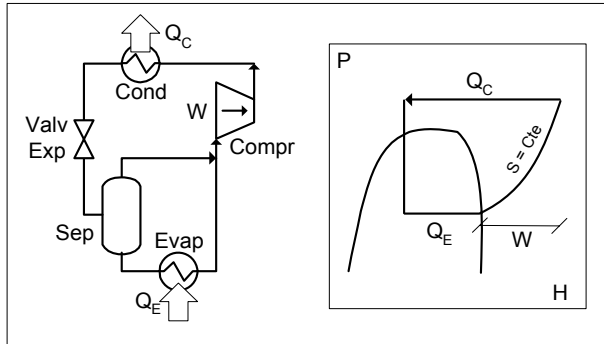 Q_C
Cond
W
Valv
Exp
Compr
Sep
Evap
Q_E
P
Q_C
S = Cte
Q_E
W
H